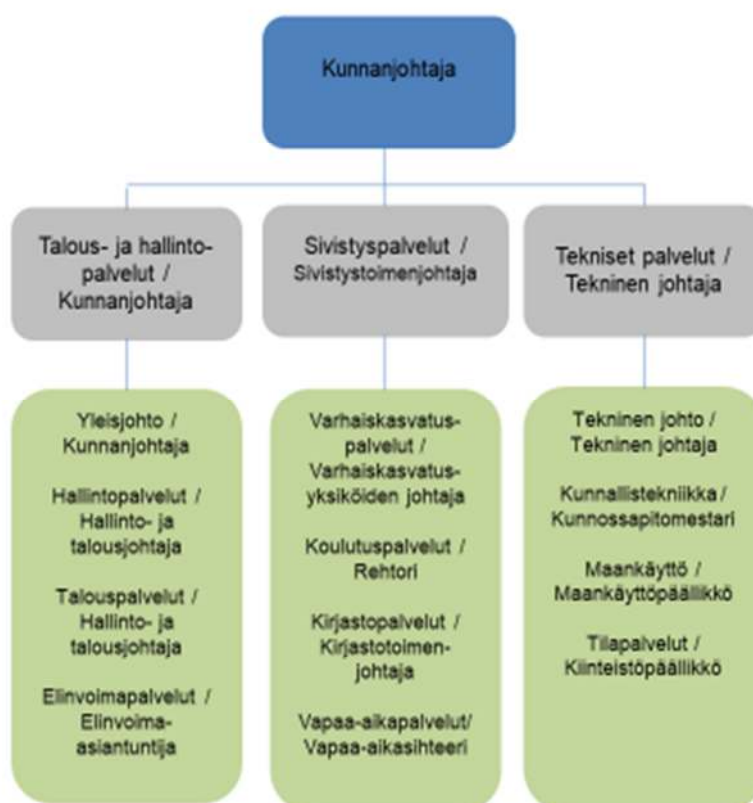 Kunnanjohtaja
Talous- ja hallinto-
palvelut /
Kunnanjohtaja
Sivistyspalvelut /
Sivistystoimenjohtaja
Tekniset palvelut /
Tekninen johtaja
Yleisjohto /
Kunnanjohtaja
Hallintopalvelut /
Hallinto- ja
talousjohtaja
Talouspalvelut /
Hallinto- ja
talousjohtaja
Elinvoimapalvelut /
Elinvoima-
asiantuntija
Varhaiskasvatus-
palvelut /
Varhaiskasvatus-
yksiköiden johtaja
Koulutuspalvelut /
Rehtori
Kirjastopalvelut /
Kirjastotoimen-
johtaja
Vapaa-aikapalvelut/
Vapaa-aikasihteeri
Tekninen johto /
Tekninen johtaja
Kunnallistekniikka /
Kunnossapitomestari
Maankäyttö /
Maankäyttöpäällikkö
Tilapalvelut /
Kiinteistöpäällikkö